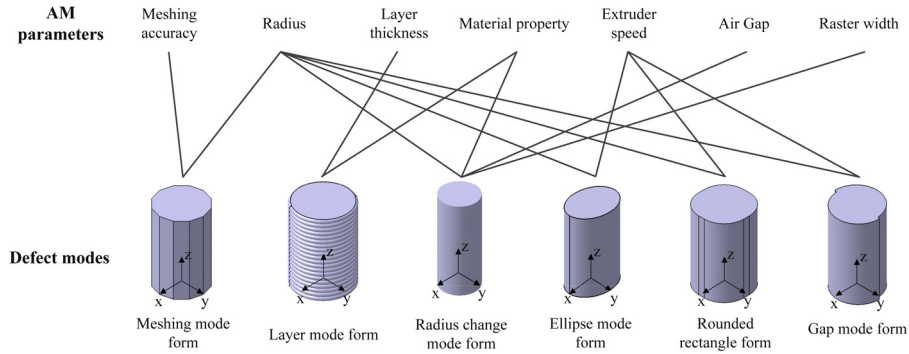 AM parameters
Meshing accuracy
Radius
Layer thickness
Material property
Extruder speed
Air Gap
Raster width
Defect modes
z
x
y
z
x
y
z
x
y
z
x
y
z
x
y
z
x
y
Meshing mode form
Layer mode form
Radius change mode form
Ellipse mode form
Rounded rectangle form
Gap mode form